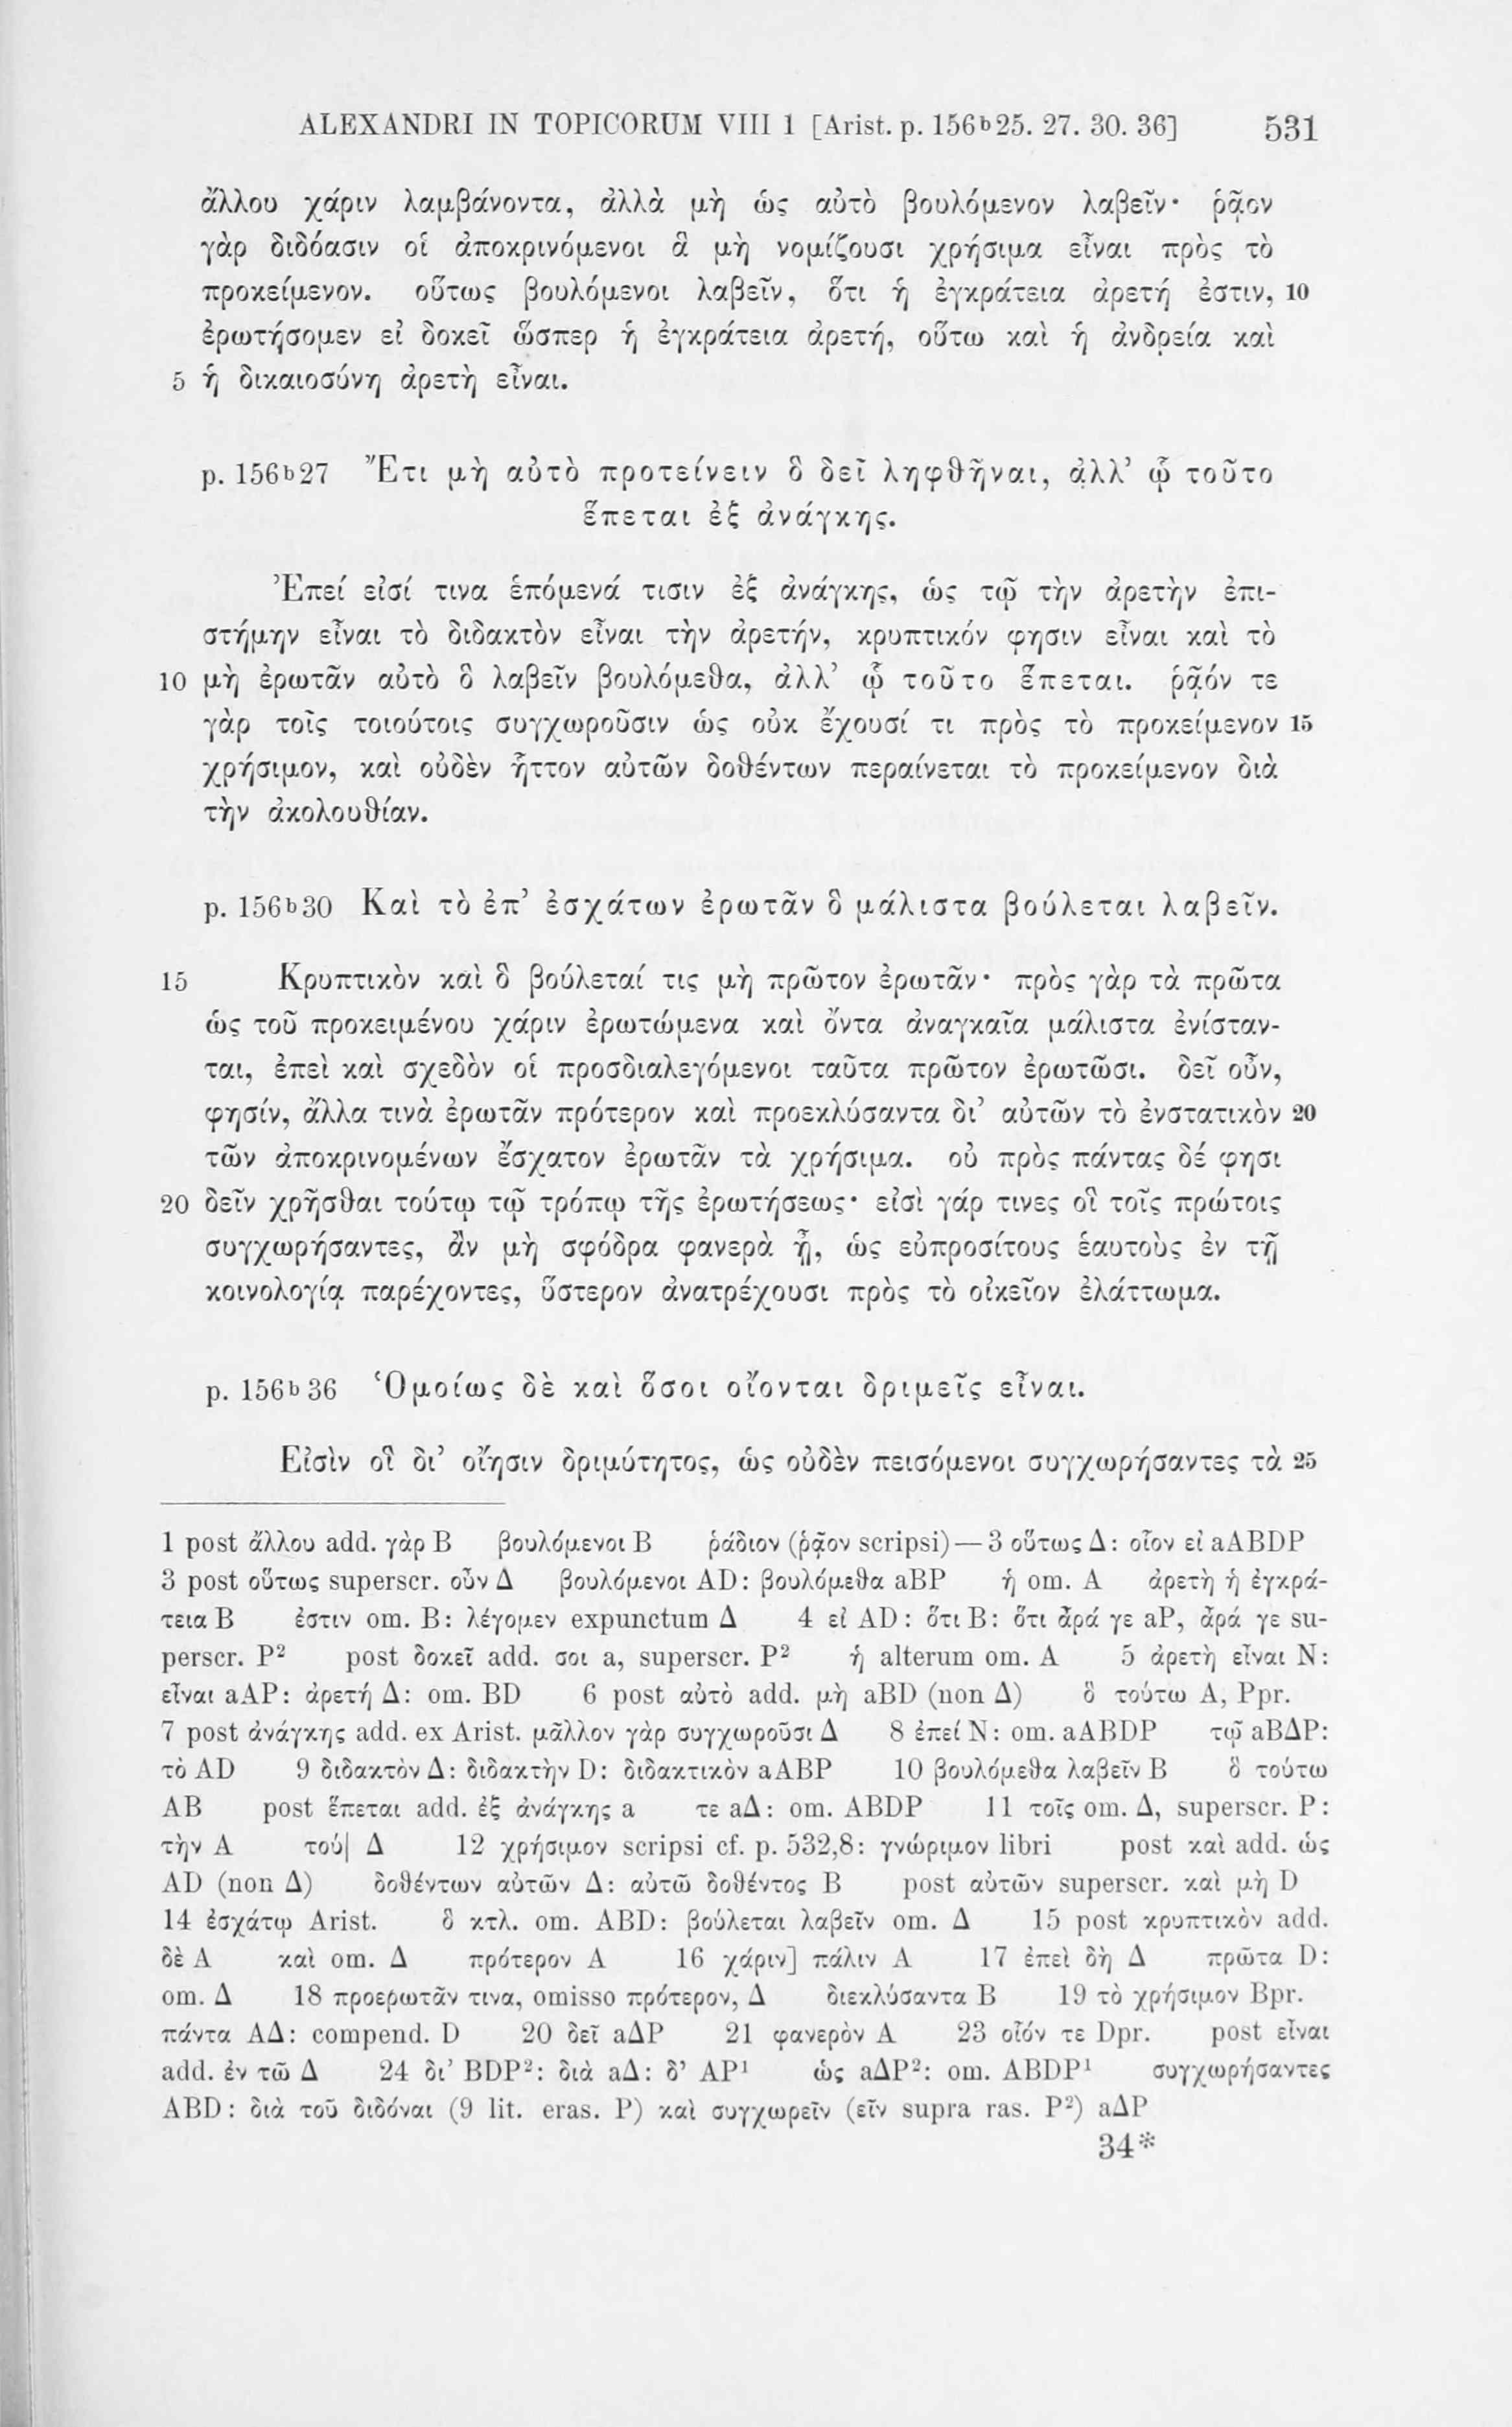 ALEXANDRI IN TOPICORUM VIII 1 [Arist. p. 156ᵇ25. 27. 30. 36] 531
ἄλλου χάριν λαμβάνοντα, ἀλλὰ μὴ ὡς αὐτὸ βουλόμενον λαβεῖν· ῥᾷον
γὰρ διδόασιν οἱ ἀποκρινόμενοι ἃ μὴ νομίζουσι χρήσιμα εἶναι πρὸς τὸ
προκείμενον. οὕτως βουλόμενοι λαβεῖν, ὅτι ἡ ἐγκράτεια ἀρετή ἐστιν, 10
ἐρωτήσομεν εἰ δοκεῖ ὥσπερ ἡ ἐγκράτεια ἀρετή, οὕτω καὶ ἡ ἀνδρεία καὶ
5 ἡ δικαιοσύνη ἀρετὴ εἶναι.
p. 156ᵇ27 Ἔτι μὴ αὐτὸ προτείνειν ὃ δεῖ ληφθῆναι, ἀλλ’ ᾧ τοῦτο
ἕπεται ἐξ ἀνάγκης.
Ἐπεί εἰσί τινα ἑπόμενά τισιν ἐξ ἀνάγκης, ὡς τῷ τὴν ἀρετὴν ἐπι-
στήμην εἶναι τὸ διδακτὸν εἶναι τὴν ἀρετήν, κρυπτικόν φησιν εἶναι καὶ τὸ
10 μὴ ἐρωτᾶν αὐτὸ ὃ λαβεῖν βουλόμεθα, ἀλλ’ ᾧ τοῦτο ἕπεται. ῥᾷόν τε
γὰρ τοῖς τοιούτοις συγχωροῦσιν ὡς οὐκ ἔχουσί τι πρὸς τὸ προκείμενον 15
χρήσιμον, καὶ οὐδὲν ἧττον αὐτῶν δοθέντων περαίνεται τὸ προκείμενον διὰ
τὴν ἀκολουθίαν.
p. 156ᵇ30 Καὶ τὸ ἐπ’ ἐσχάτων ἐρωτᾶν ὃ μάλιστα βούλεται λαβεῖν.
15 Κρυπτικὸν καὶ ὃ βούλεταί τις μὴ πρῶτον ἐρωτᾶν· πρὸς γὰρ τὰ πρῶτα
ὡς τοῦ προκειμένου χάριν ἐρωτώμενα καὶ ὄντα ἀναγκαῖα μάλιστα ἐνίσταν-
ται, ἐπεὶ καὶ σχεδὸν οἱ προσδιαλεγόμενοι ταῦτα πρῶτον ἐρωτῶσι. δεῖ οὖν,
φησίν, ἄλλα τινὰ ἐρωτᾶν πρότερον καὶ προεκλύσαντα δι’ αὐτῶν τὸ ἐνστατικὸν 20
τῶν ἀποκρινομένων ἔσχατον ἐρωτᾶν τὰ χρήσιμα. οὐ πρὸς πάντας δέ φησι
20 δεῖν χρῆσθαι τούτῳ τῷ τρόπῳ τῆς ἐρωτήσεως· εἰσὶ γάρ τινες οἳ τοῖς πρώτοις
συγχωρήσαντες, ἂν μὴ σφόδρα φανερὰ ᾖ, ὡς εὐπροσίτους ἑαυτοὺς ἐν τῇ
κοινολογίᾳ παρέχοντες, ὕστερον ἀνατρέχουσι πρὸς τὸ οἰκεῖον ἐλάττωμα.
p. 156ᵇ36 Ὁμοίως δὲ καὶ ὅσοι οἴονται δριμεῖς εἶναι.
Εἰσὶν οἳ δι’ οἴησιν δριμύτητος, ὡς οὐδὲν πεισόμενοι συγχωρήσαντες τὰ 25
1 post ἄλλου add. γὰρ B βουλόμενοι B ῥάδιον (ῥᾷον scripsi) — 3 οὕτως Δ: οἷον εἰ aABDP
3 post οὕτως superscr. οὖν Δ βουλόμενοι AD: βουλόμεθα aBP ἡ om. A ἀρετὴ ἡ ἐγκρά-
τεια B ἐστιν om. B: λέγομεν expunctum Δ 4 εἰ AD: ὅτι B: ὅτι ἆρά γε aP, ἆρά γε su-
perscr. P² post δοκεῖ add. σοι a, superscr. P² ἡ alterum om. A 5 ἀρετὴ εἶναι N:
εἶναι aAP: ἀρετή Δ: om. BD 6 post αὐτὸ add. μὴ aBD (non Δ) ὃ τούτω A, Ppr.
7 post ἀνάγκης add. ex Arist. μᾶλλον γὰρ συγχωροῦσι Δ 8 ἐπεί N: om. aABDP τῷ aBΔP:
τὸ AD 9 διδακτὸν Δ: διδακτὴν D: διδακτικὸν aABP 10 βουλόμεθα λαβεῖν B ὃ τούτω
AB post ἕπεται add. ἐξ ἀνάγκης a τε aΔ: om. ABDP 11 τοῖς om. Δ, superscr. P:
τὴν A τού| Δ 12 χρήσιμον scripsi cf. p. 532,8: γνώριμον libri post καὶ add. ὡς
AD (non Δ) δοθέντων αὐτῶν Δ: αὐτῶ δοθέντος B post αὐτῶν superscr. καὶ μὴ D
14 ἐσχάτῳ Arist. ὃ κτλ. om. ABD: βούλεται λαβεῖν om. Δ 15 post κρυπτικὸν add.
δὲ A καὶ om. Δ πρότερον A 16 χάριν] πάλιν A 17 ἐπεὶ δὴ Δ πρῶτα D:
om. Δ 18 προερωτᾶν τινα, omisso πρότερον, Δ διεκλύσαντα B 19 τὸ χρήσιμον Bpr.
πάντα AΔ: compend. D 20 δεῖ aΔP 21 φανερὸν A 23 οἷόν τε Dpr. post εἶναι
add. ἐν τῶ Δ 24 δι’ BDP²: διὰ aΔ: δ’ AP¹ ὡς aΔP²: om. ABDP¹ συγχωρήσαντες
ABD: διὰ τοῦ διδόναι (9 lit. eras. P) καὶ συγχωρεῖν (εῖν supra ras. P²) aΔP
34*